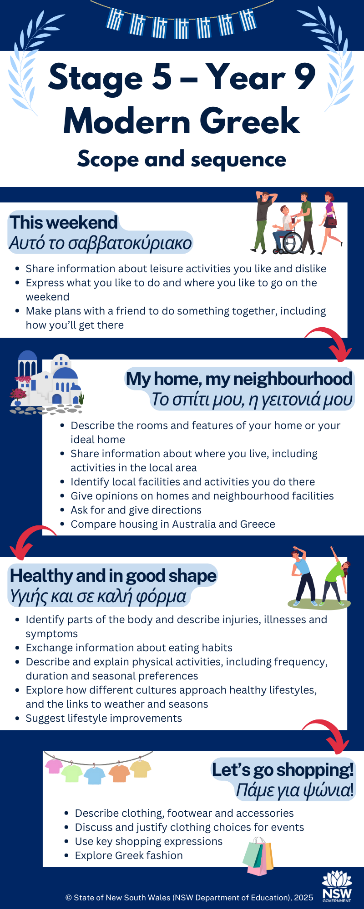 Stage 5 – Year 9
Modern Greek
Scope and sequence
This weekend
Αυτό το σαββατοκύριακο
• Share information about leisure activities you like and dislike
• Express what you like to do and where you like to go on the
weekend
• Make plans with a friend to do something together, including
how you'll get there
My home, my neighbourhood
Το σπίτι μου, η γειτονιά μου
• Describe the rooms and features of your home or your
ideal home
• Share information about where you live, including
activities in the local area
• Identify local facilities and activities you do there
• Give opinions on homes and neighbourhood facilities
• Ask for and give directions
• Compare housing in Australia and Greece
Healthy and in good shape
Υγιής και σε καλή φόρμα
• Identify parts of the body and describe injuries, illnesses and
symptoms
• Exchange information about eating habits
• Describe and explain physical activities, including frequency,
duration and seasonal preferences
• Explore how different cultures approach healthy lifestyles,
and the links to weather and seasons
• Suggest lifestyle improvements
Let's go shopping!
Πάμε για ψώνια!
• Describe clothing, footwear and accessories
• Discuss and justify clothing choices for events
• Use key shopping expressions
• Explore Greek fashion
© State of New South Wales (NSW Department of Education), 2025
NSW
GOVERNMENT